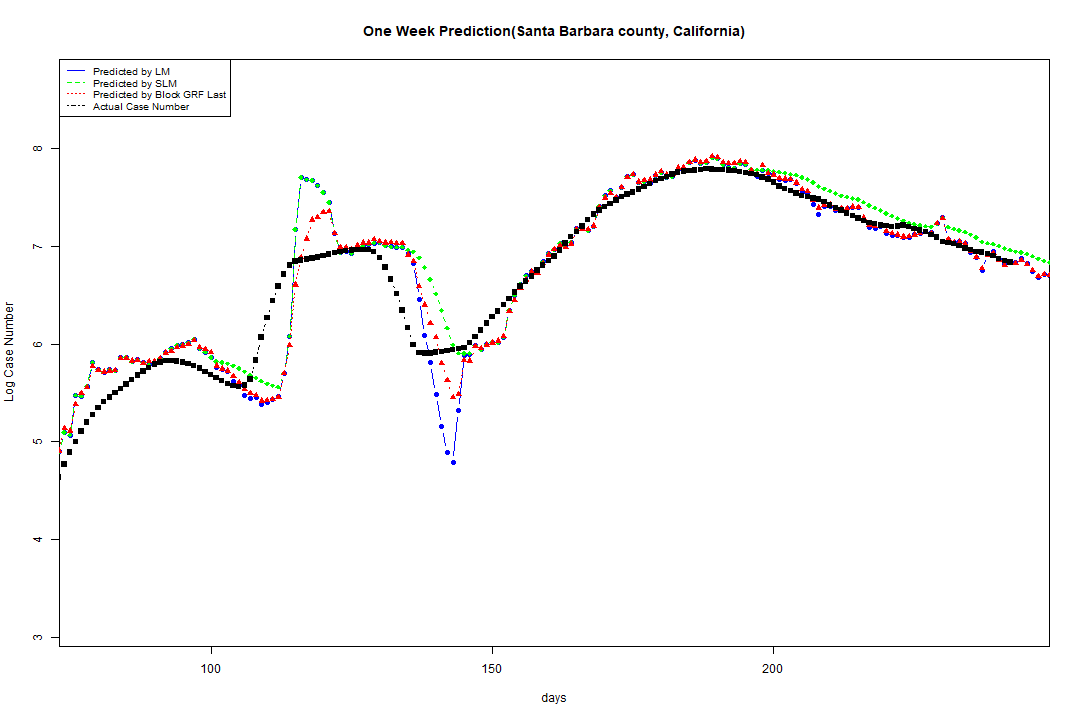 One Week Prediction(Santa Barbara county, California)
Predicted by LM
Predicted by SLM
Predicted by Block GRF Last
Actual Case Number
Log Case Number
8
7
6
5
4
3
100 150 200
days